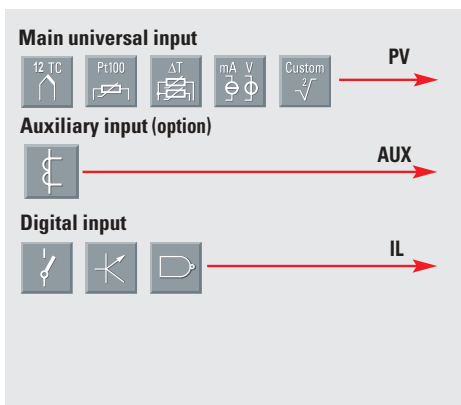 Main universal input
12 TC
Pt100
ΔT
mA V
Custom
2√
PV
Auxiliary input (option)
AUX
Digital input
IL